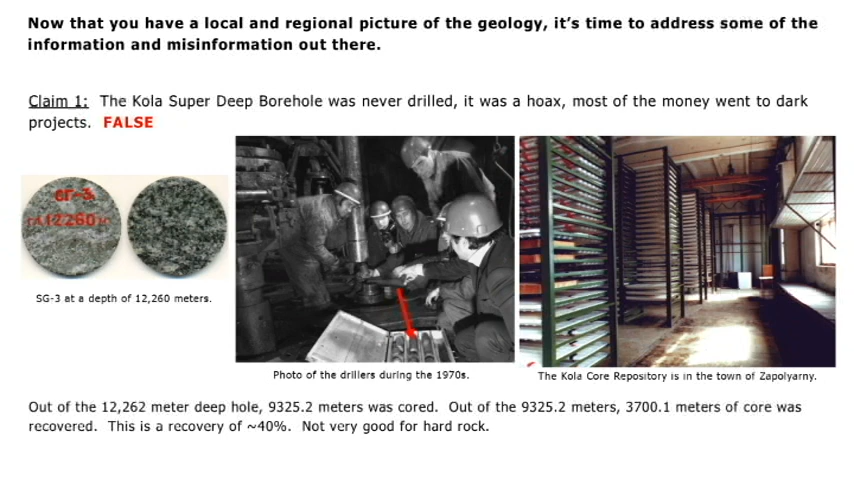 Now that you have a local and regional picture of the geology, it's time to address some of the
information and misinformation out there.
Claim 1: The Kola Super Deep Borehole was never drilled, it was a hoax, most of the money went to dark
projects. FALSE
СГ-3
12260
SG-3 at a depth of 12,260 meters.
Photo of the drillers during the 1970s.
The Kola Core Repository is in the town of Zapolyarny.
Out of the 12,262 meter deep hole, 9325.2 meters was cored. Out of the 9325.2 meters, 3700.1 meters of core was
recovered. This is a recovery of ~40%. Not very good for hard rock.